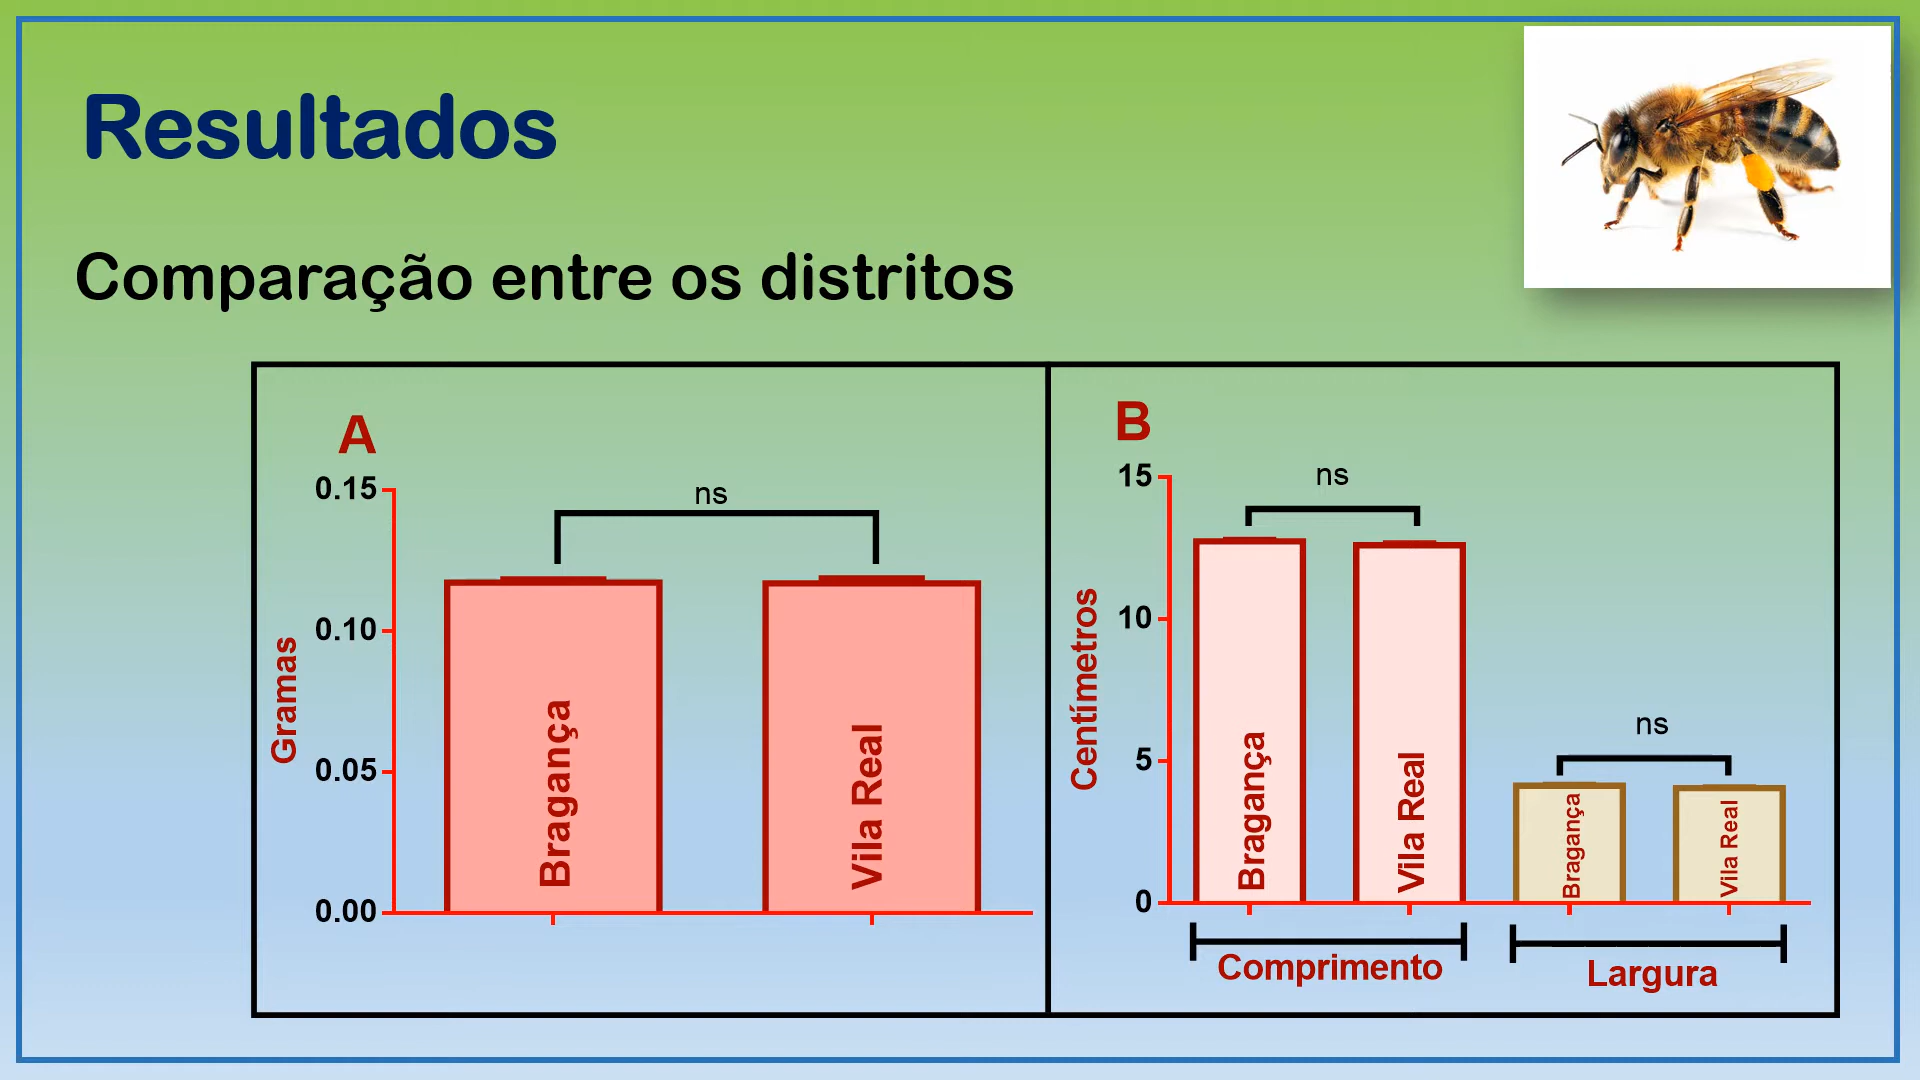 Resultados
Comparação entre os distritos
A
ns
0.15
0.10
0.05
0.00
Gramas
Bragança
Vila Real
B
ns
15
10
5
0
Centímetros
Bragança
Vila Real
ns
Bragança
Vila Real
Comprimento
Largura